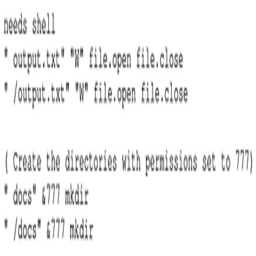 needs shell
" output.txt" "W" file.open file.close
" /output.txt" "W" file.open file.close
( Create the directories with permissions set to 777)
" docs" &777 mkdir
" /docs" &777 mkdir